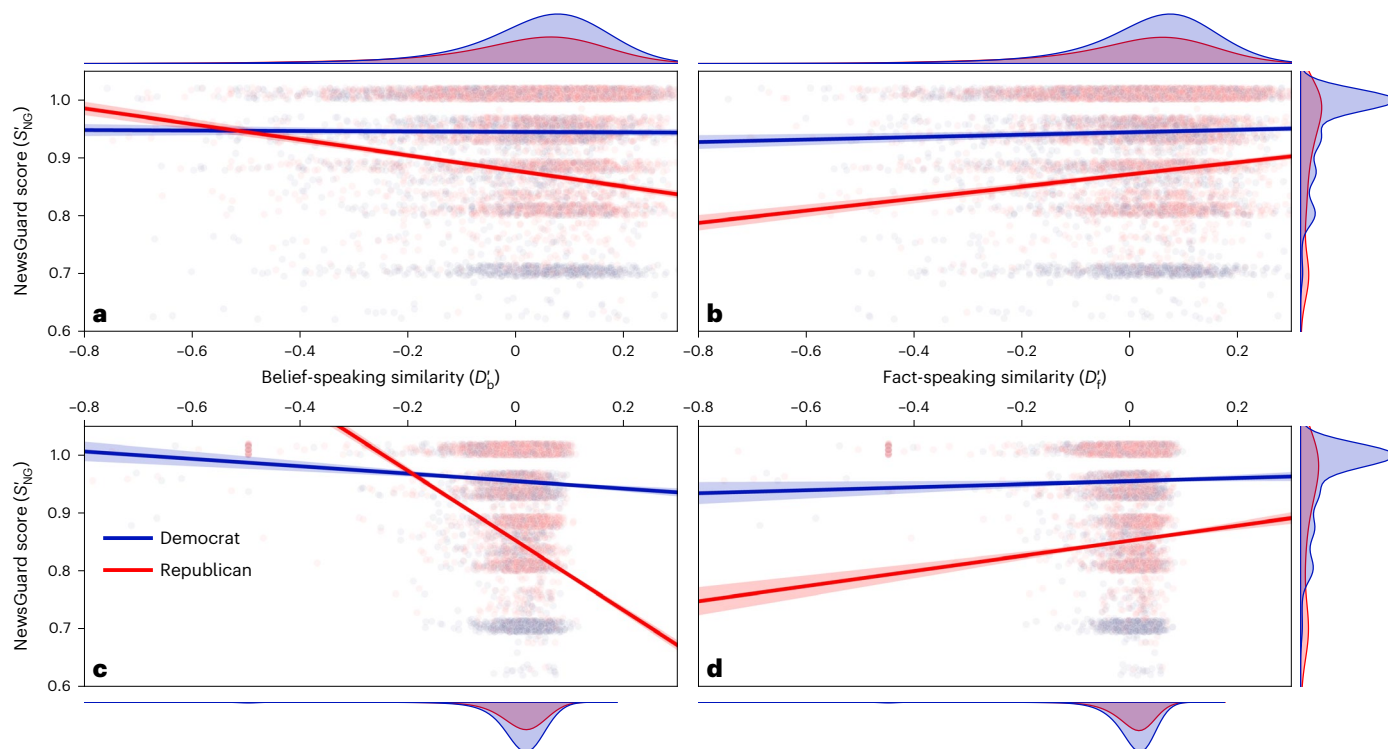 NewsGuard score (S′NG)
1.0
0.9
0.8
0.7
0.6
a
b
−0.8 −0.6 −0.4 −0.2 0 0.2
−0.8 −0.6 −0.4 −0.2 0 0.2
Belief-speaking similarity (D′b)
Fact-speaking similarity (D′f)
−0.8 −0.6 −0.4 −0.2 0 0.2
−0.8 −0.6 −0.4 −0.2 0 0.2
NewsGuard score (S′NG)
1.0
0.9
0.8
0.7
0.6
Democrat
Republican
c
d